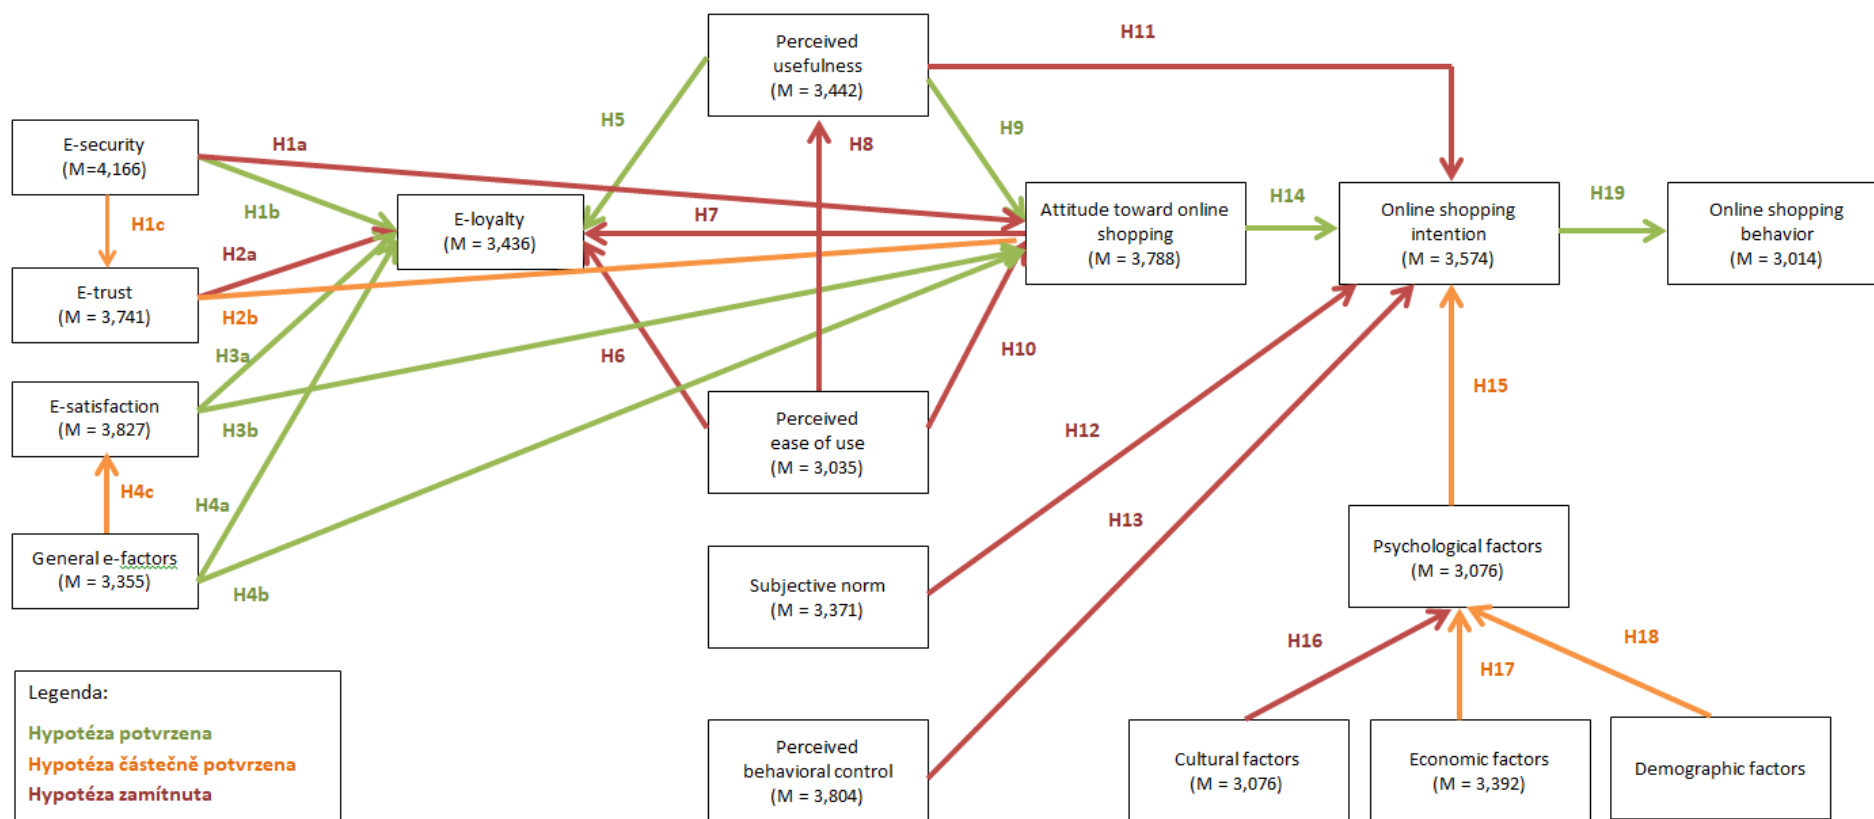 Perceived
usefulness
(M = 3,442)
H11
H5
H9
E-security
(M=4,166)
H1a
H8
H1b
H1c
E-loyalty
(M = 3,436)
H7
Attitude toward online
shopping
(M = 3,788)
H14
Online shopping
intention
(M = 3,574)
H19
Online shopping
behavior
(M = 3,014)
H2a
E-trust
(M = 3,741)
H2b
H3a
H6
H10
H15
E-satisfaction
(M = 3,827)
H3b
Perceived
ease of use
(M = 3,035)
H12
H4c
H4a
H13
General e-factors
(M = 3,355)
H4b
Subjective norm
(M = 3,371)
Psychological factors
(M = 3,076)
H16
H17
H18
Legenda:
Hypotéza potvrzena
Hypotéza částečně potvrzena
Hypotéza zamítnuta
Perceived
behavioral control
(M = 3,804)
Cultural factors
(M = 3,076)
Economic factors
(M = 3,392)
Demographic factors